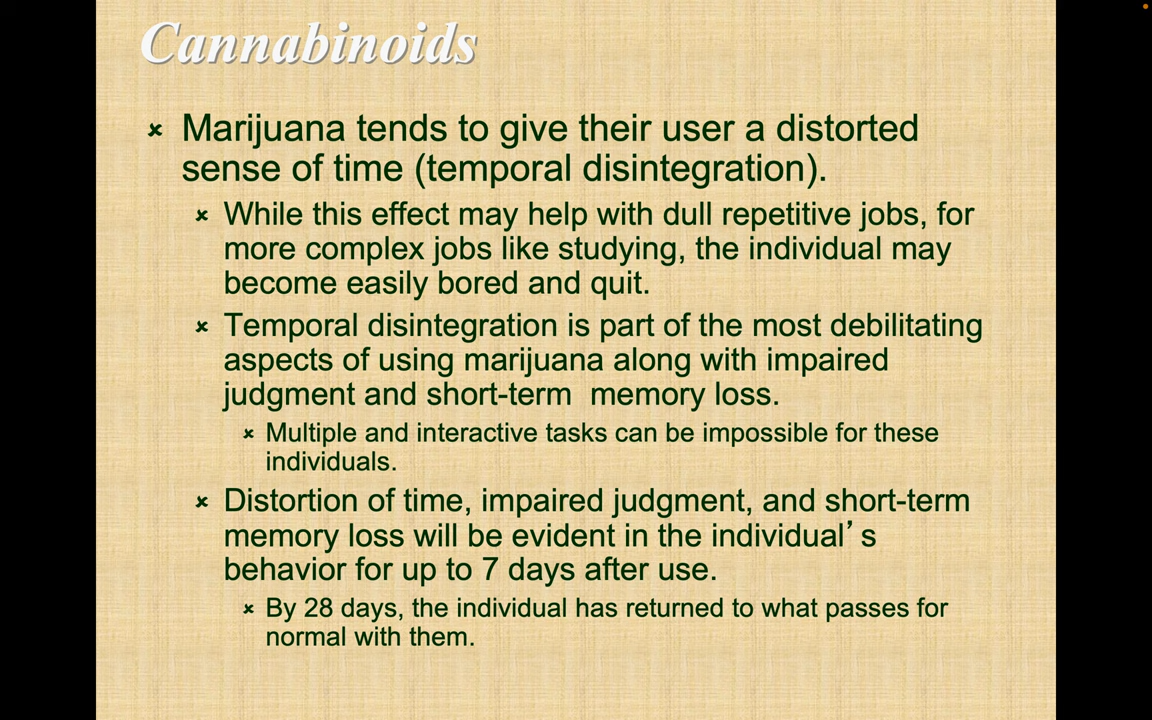 Cannabinoids
Marijuana tends to give their user a distorted
sense of time (temporal disintegration).
While this effect may help with dull repetitive jobs, for
more complex jobs like studying, the individual may
become easily bored and quit.
Temporal disintegration is part of the most debilitating
aspects of using marijuana along with impaired
judgment and short-term  memory loss.
Multiple and interactive tasks can be impossible for these
individuals.
Distortion of time, impaired judgment, and short-term
memory loss will be evident in the individual’s
behavior for up to 7 days after use.
By 28 days, the individual has returned to what passes for
normal with them.